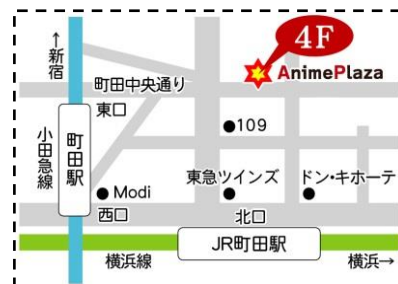 4F
↑新宿
AnimePlaza
町田中央通り
東口
小田急線
町田駅
●109
東急ツインズ
ドン・キホーテ
● Modi
西口
北口
JR町田駅
横浜線
横浜→